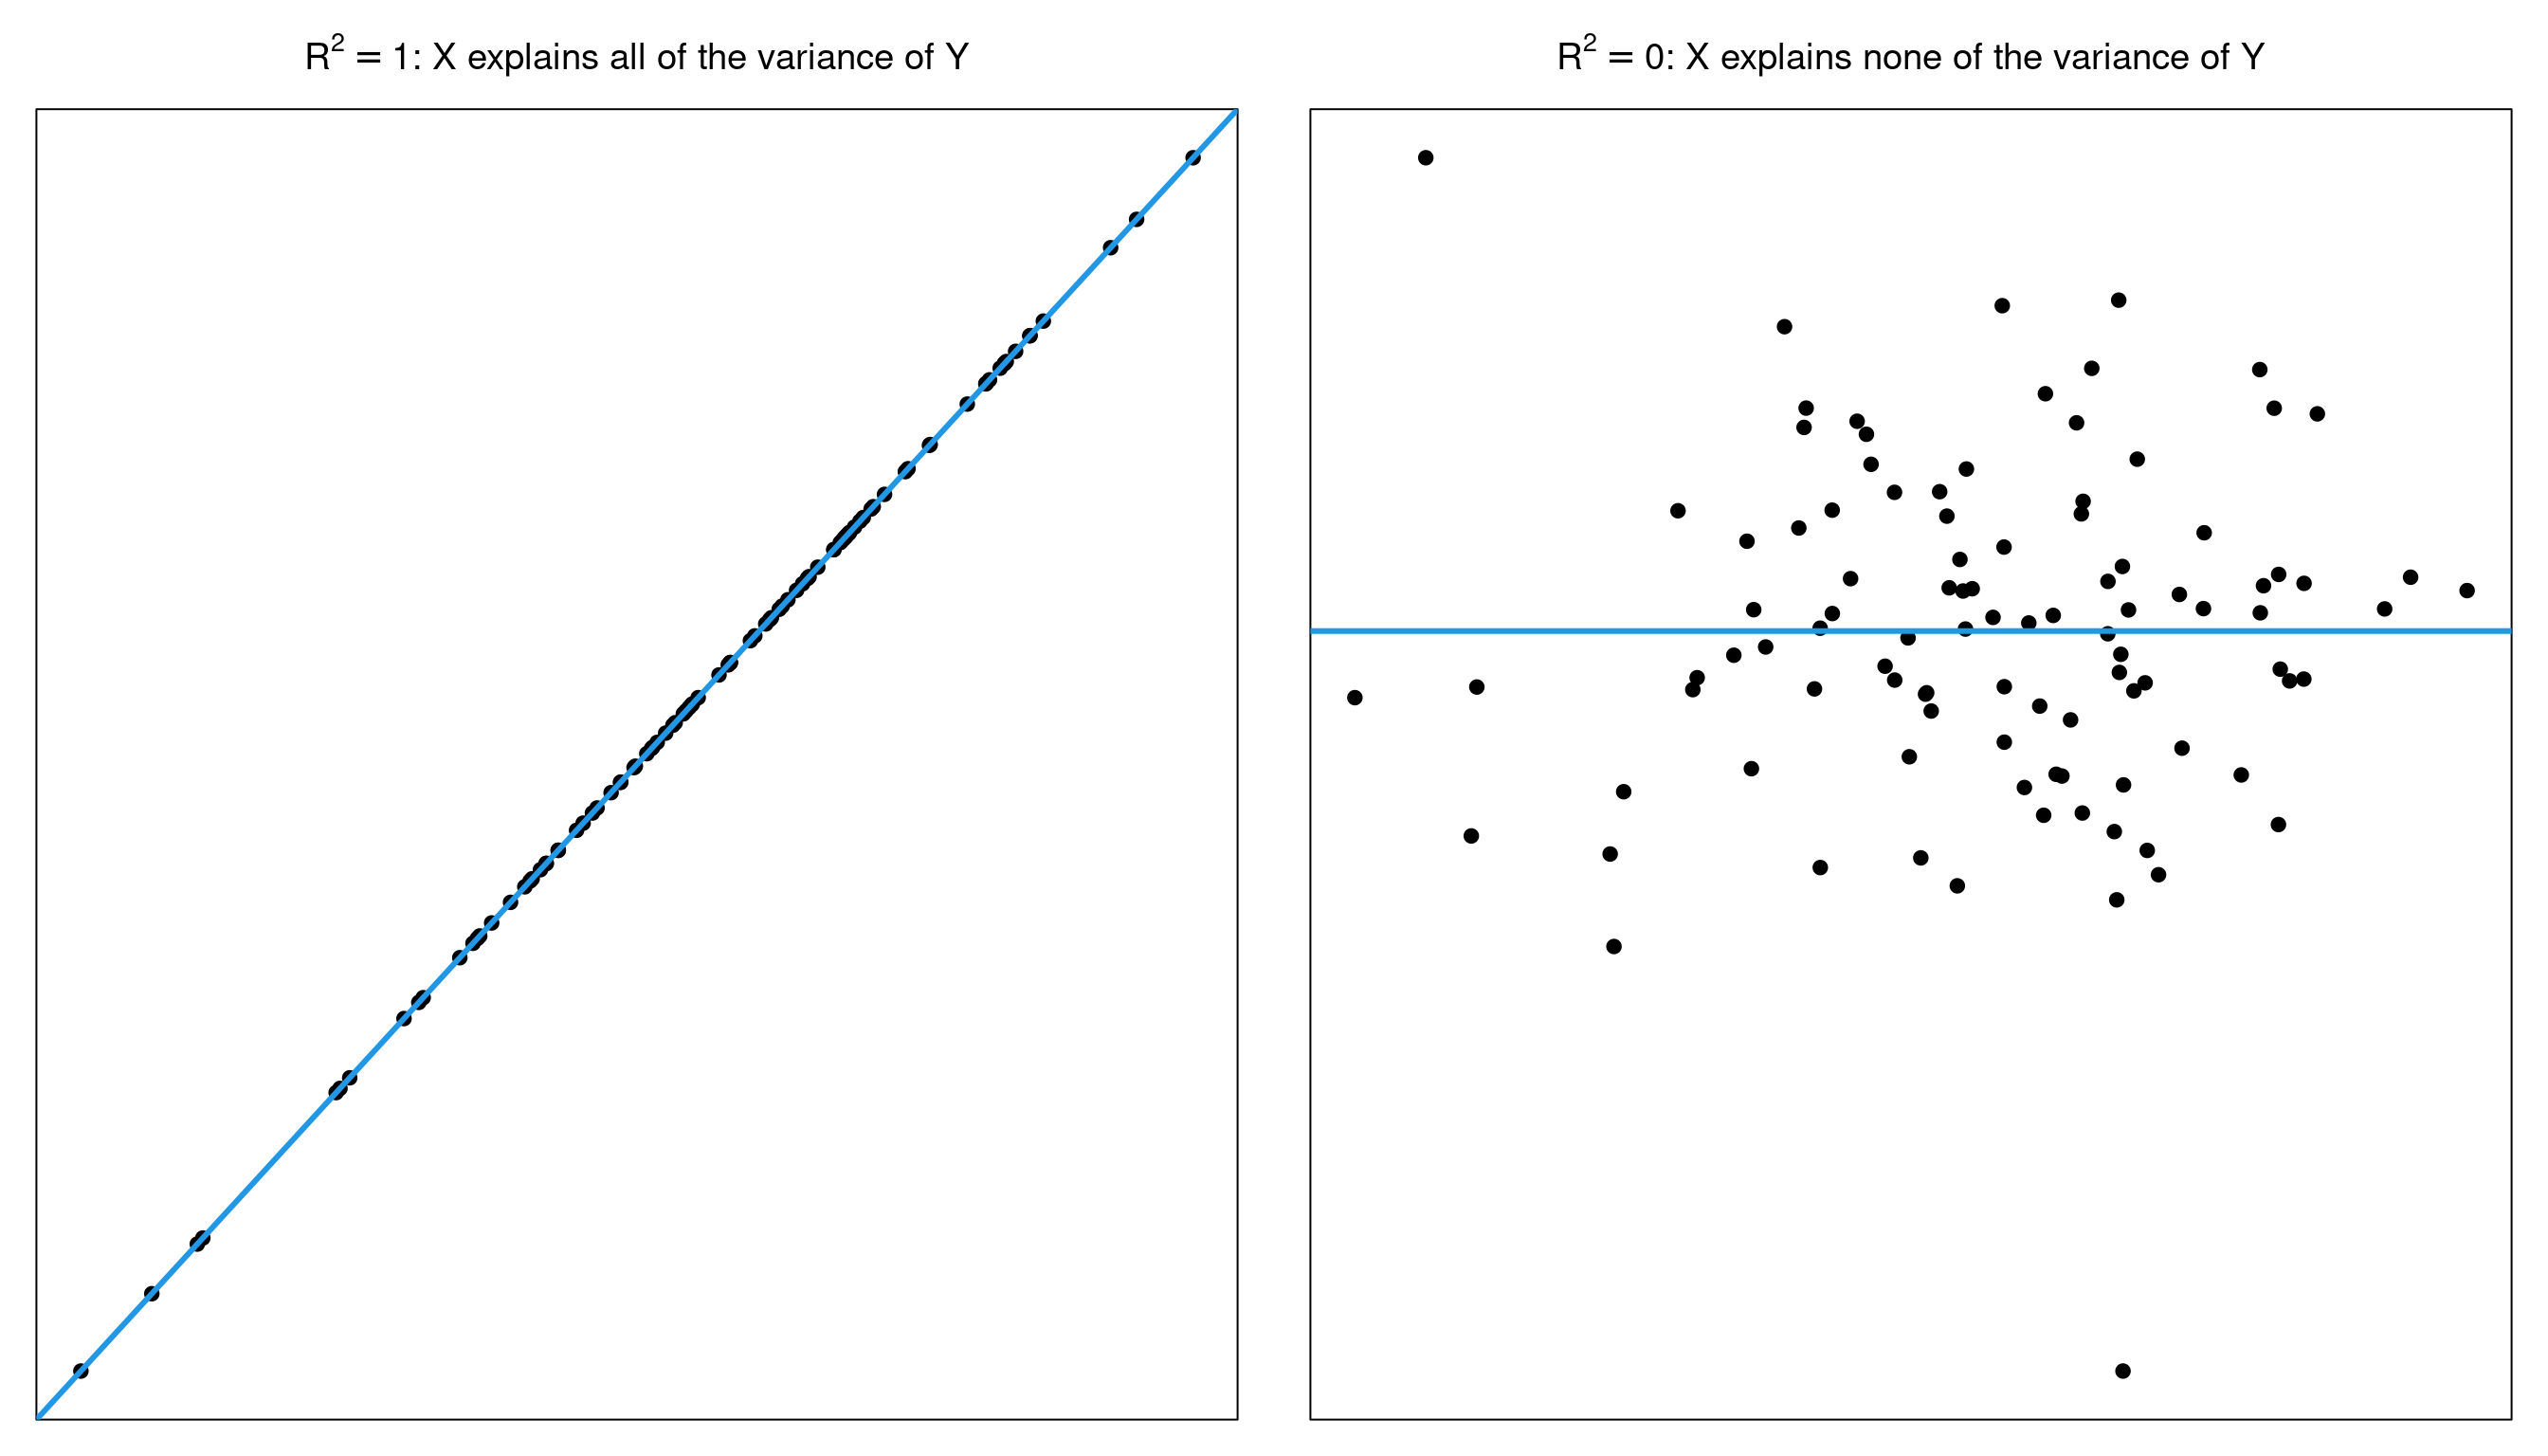 R² = 1: X explains all of the variance of Y
R² = 0: X explains none of the variance of Y